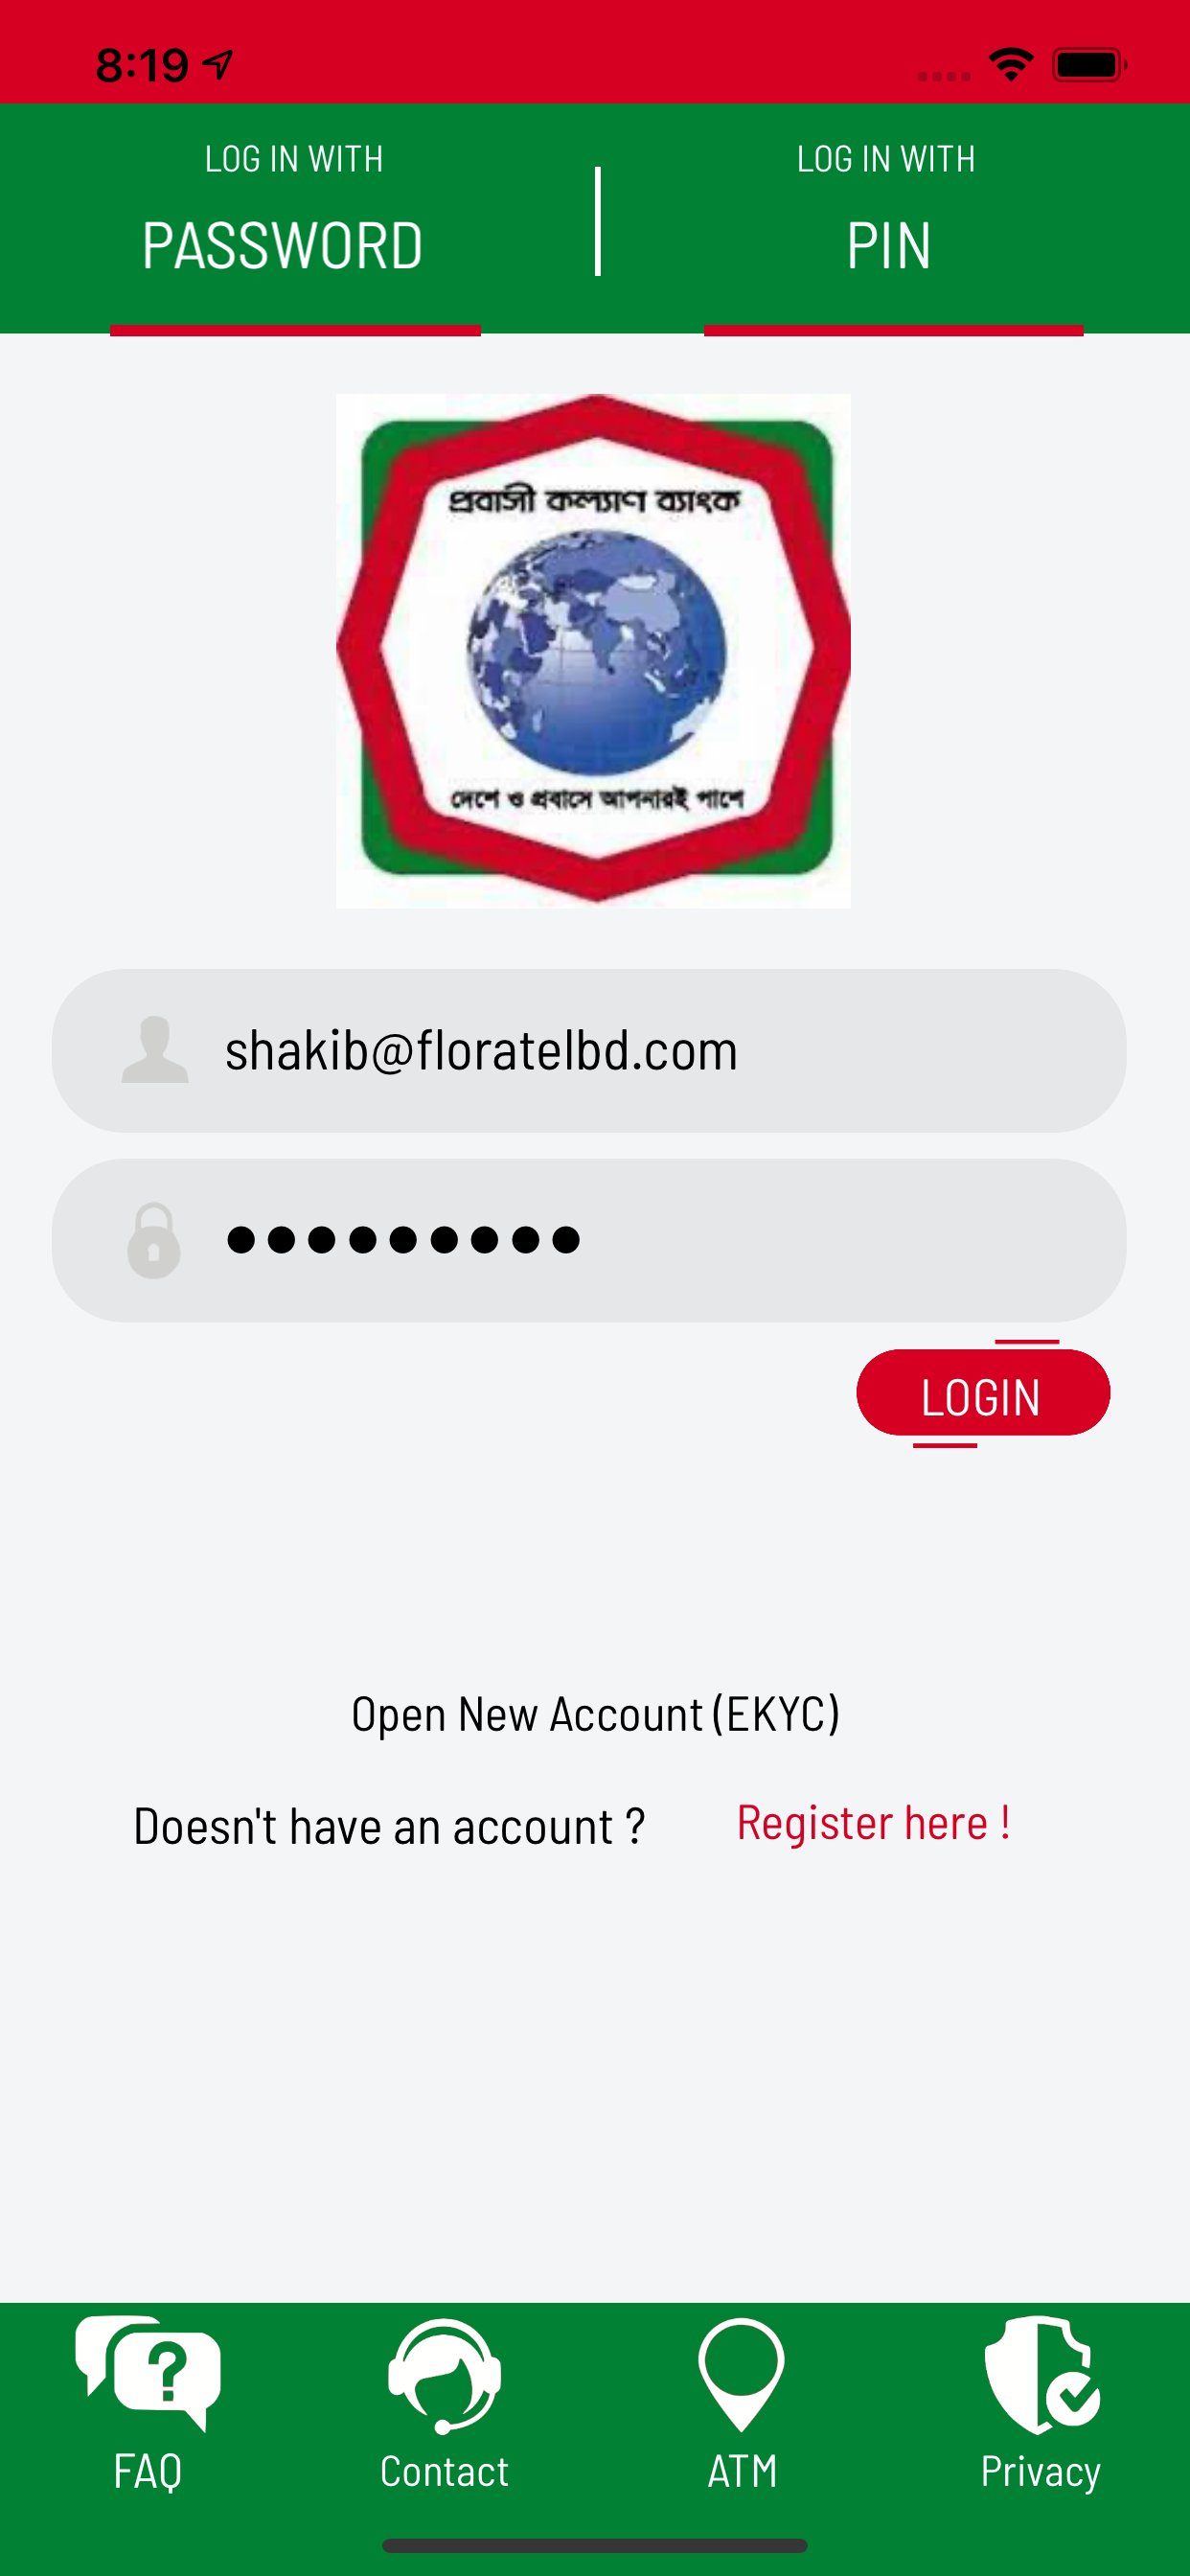 8:19
LOG IN WITH
PASSWORD
LOG IN WITH
PIN
প্রবাসী কল্যাণ ব্যাংক
দেশে ও প্রবাসে আপনারই পাশে
shakib@floratelbd.com
LOGIN
Open New Account (EKYC)
Doesn't have an account ? Register here !
FAQ
Contact
ATM
Privacy